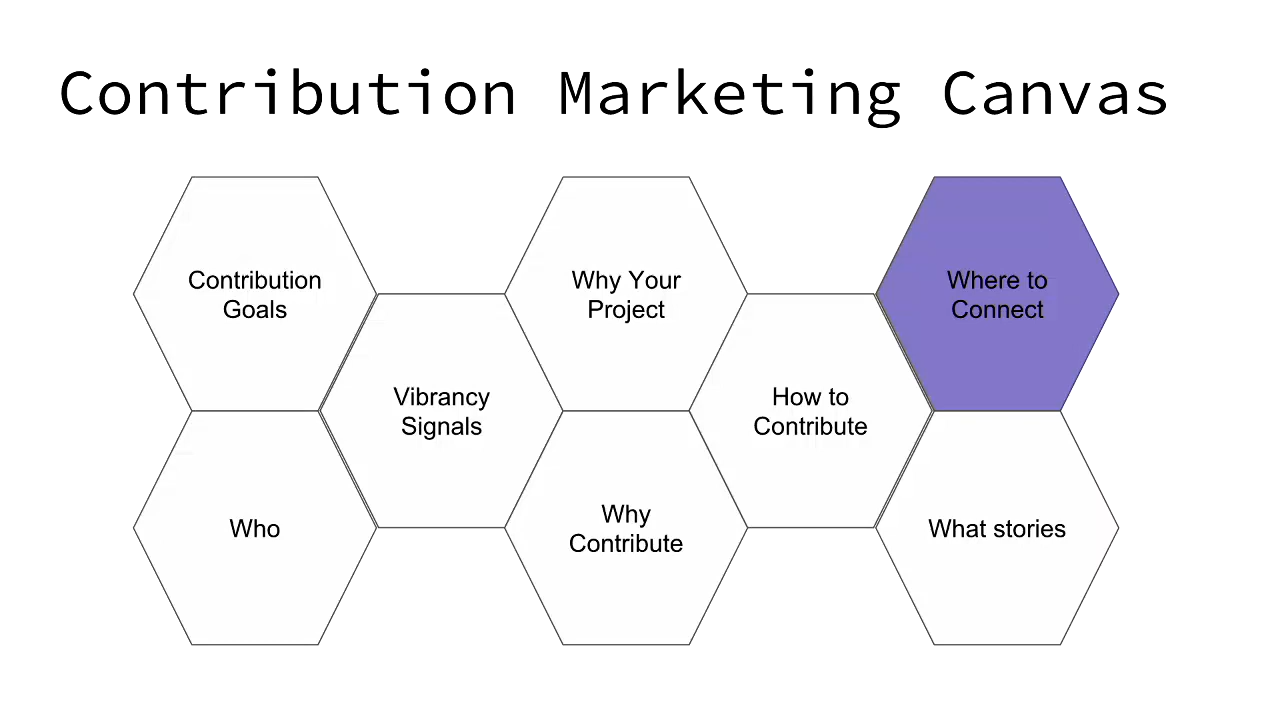 Contribution Marketing Canvas
Contribution
Goals
Who
Vibrancy
Signals
Why Your
Project
Why
Contribute
How to
Contribute
Where to
Connect
What stories